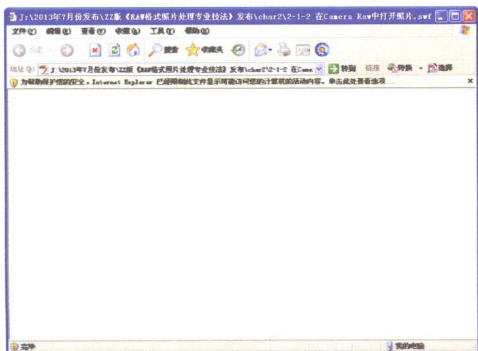 J:\2013年7月份发布\ZZ版《RAW格式照片处理专业技法》发布\char2\2-1-2 在Camera Raw中打开照片.swf
文件(F) 编辑(E) 查看(V) 收藏(A) 工具(T) 帮助(H)
后退 搜索 收藏夹
地址(D) J:\2013年7月份发布\ZZ版《RAW格式照片处理专业技法》发布\char2\2-1-2 在Came 转到 链接 转换 选择
为帮助保护您的安全，Internet Explorer 已经限制此文件显示可能访问您的计算机的活动内容。单击此处查看选项...
完毕 我的电脑